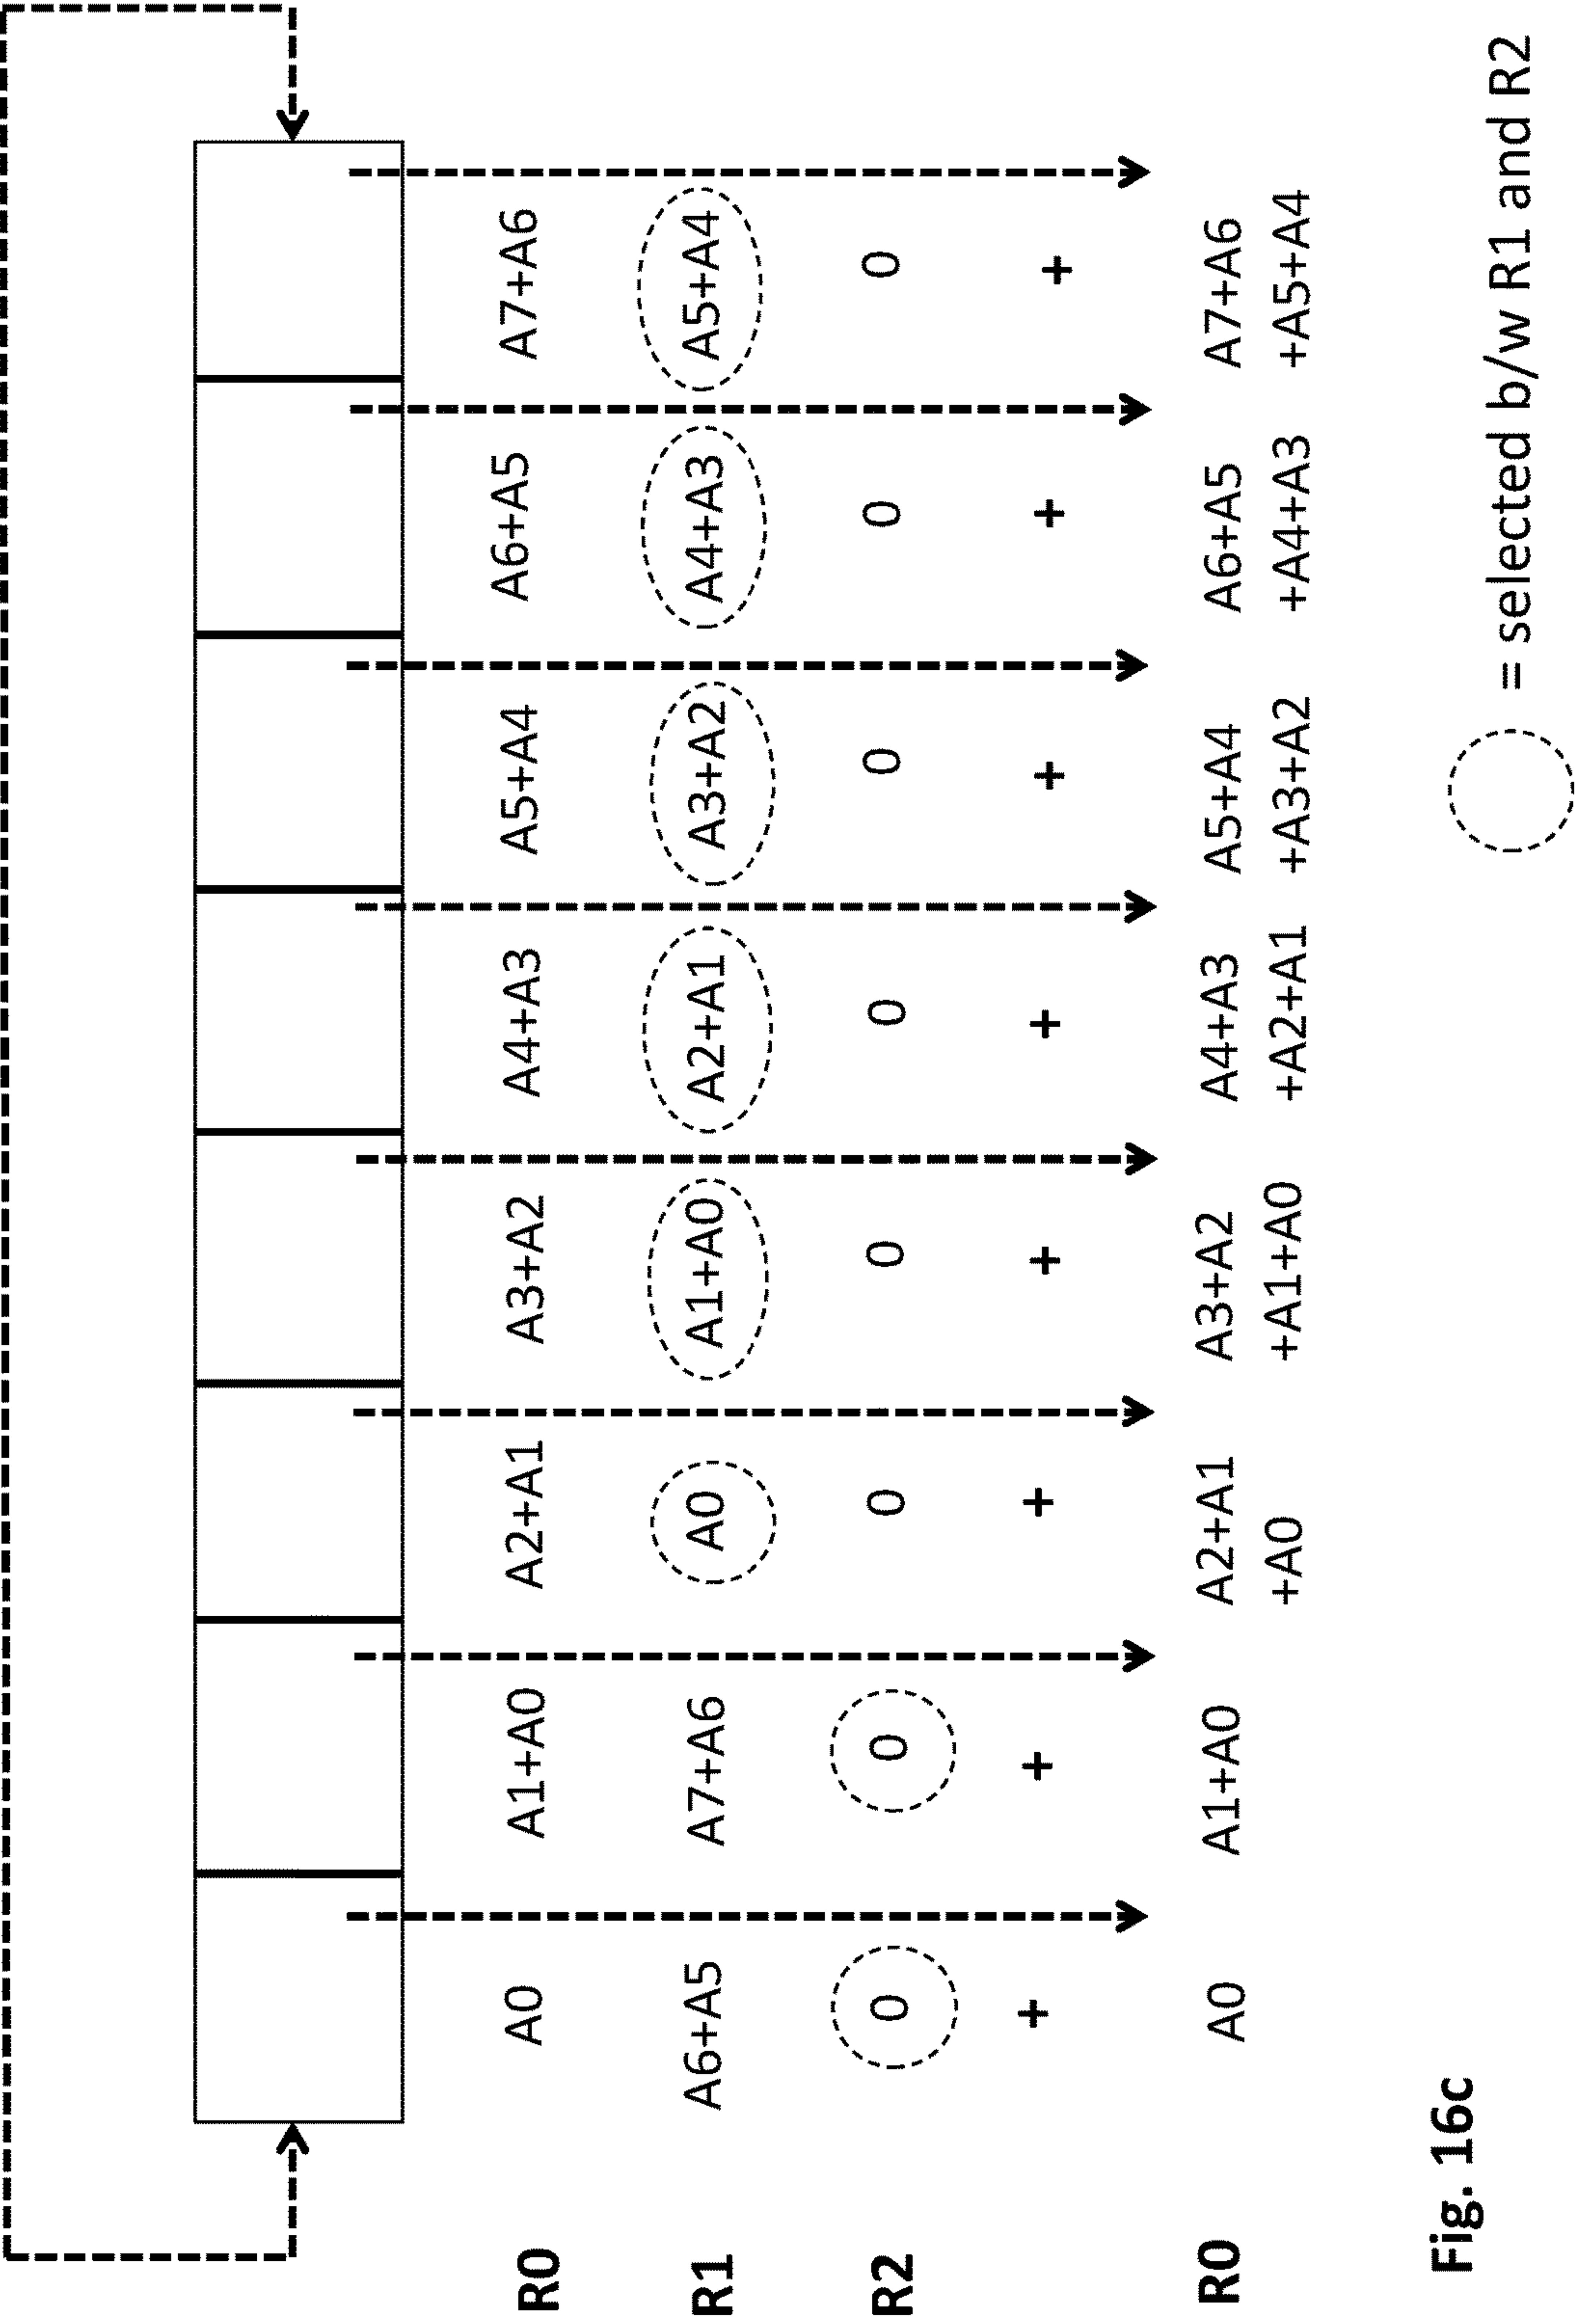 R0 A0 A1+A0 A2+A1 A3+A2 A4+A3 A5+A4 A6+A5 A7+A6
R1 A6+A5 A7+A6 A0 A1+A0 A2+A1 A3+A2 A4+A3 A5+A4
R2 0 0 0 0 0 0 0 0
+ + + + + + + +
R0 A0 A1+A0 A2+A1 A3+A2 A4+A3 A5+A4 A6+A5 A7+A6
+A0 +A1+A0 +A2+A1 +A3+A2 +A4+A3 +A5+A4
Fig. 16c
= selected b/w R1 and R2